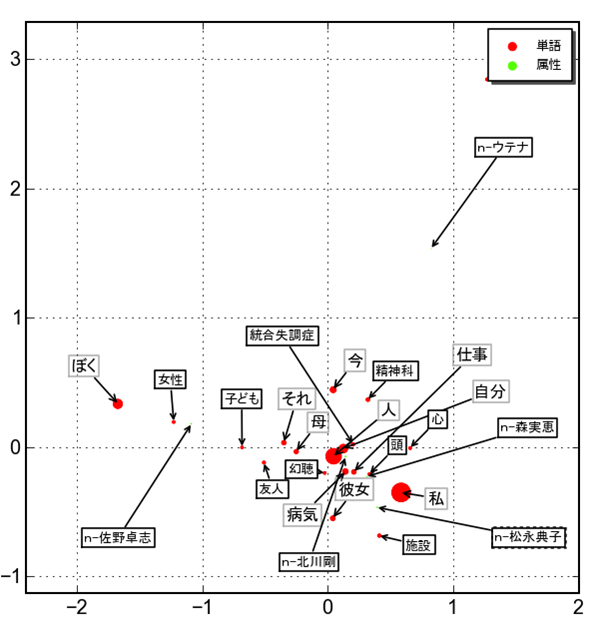 3
単語
属性
n-ウテナ
2
1
統合失調症
ぼく
女性
今
仕事
精神科
子ども
それ
人
自分
母
心
n-森実恵
0
頭
幻聴
友人
彼女
私
病気
n-佐野卓志
n-松永典子
施設
n-北川剛
−1
−2
−1
0
1
2